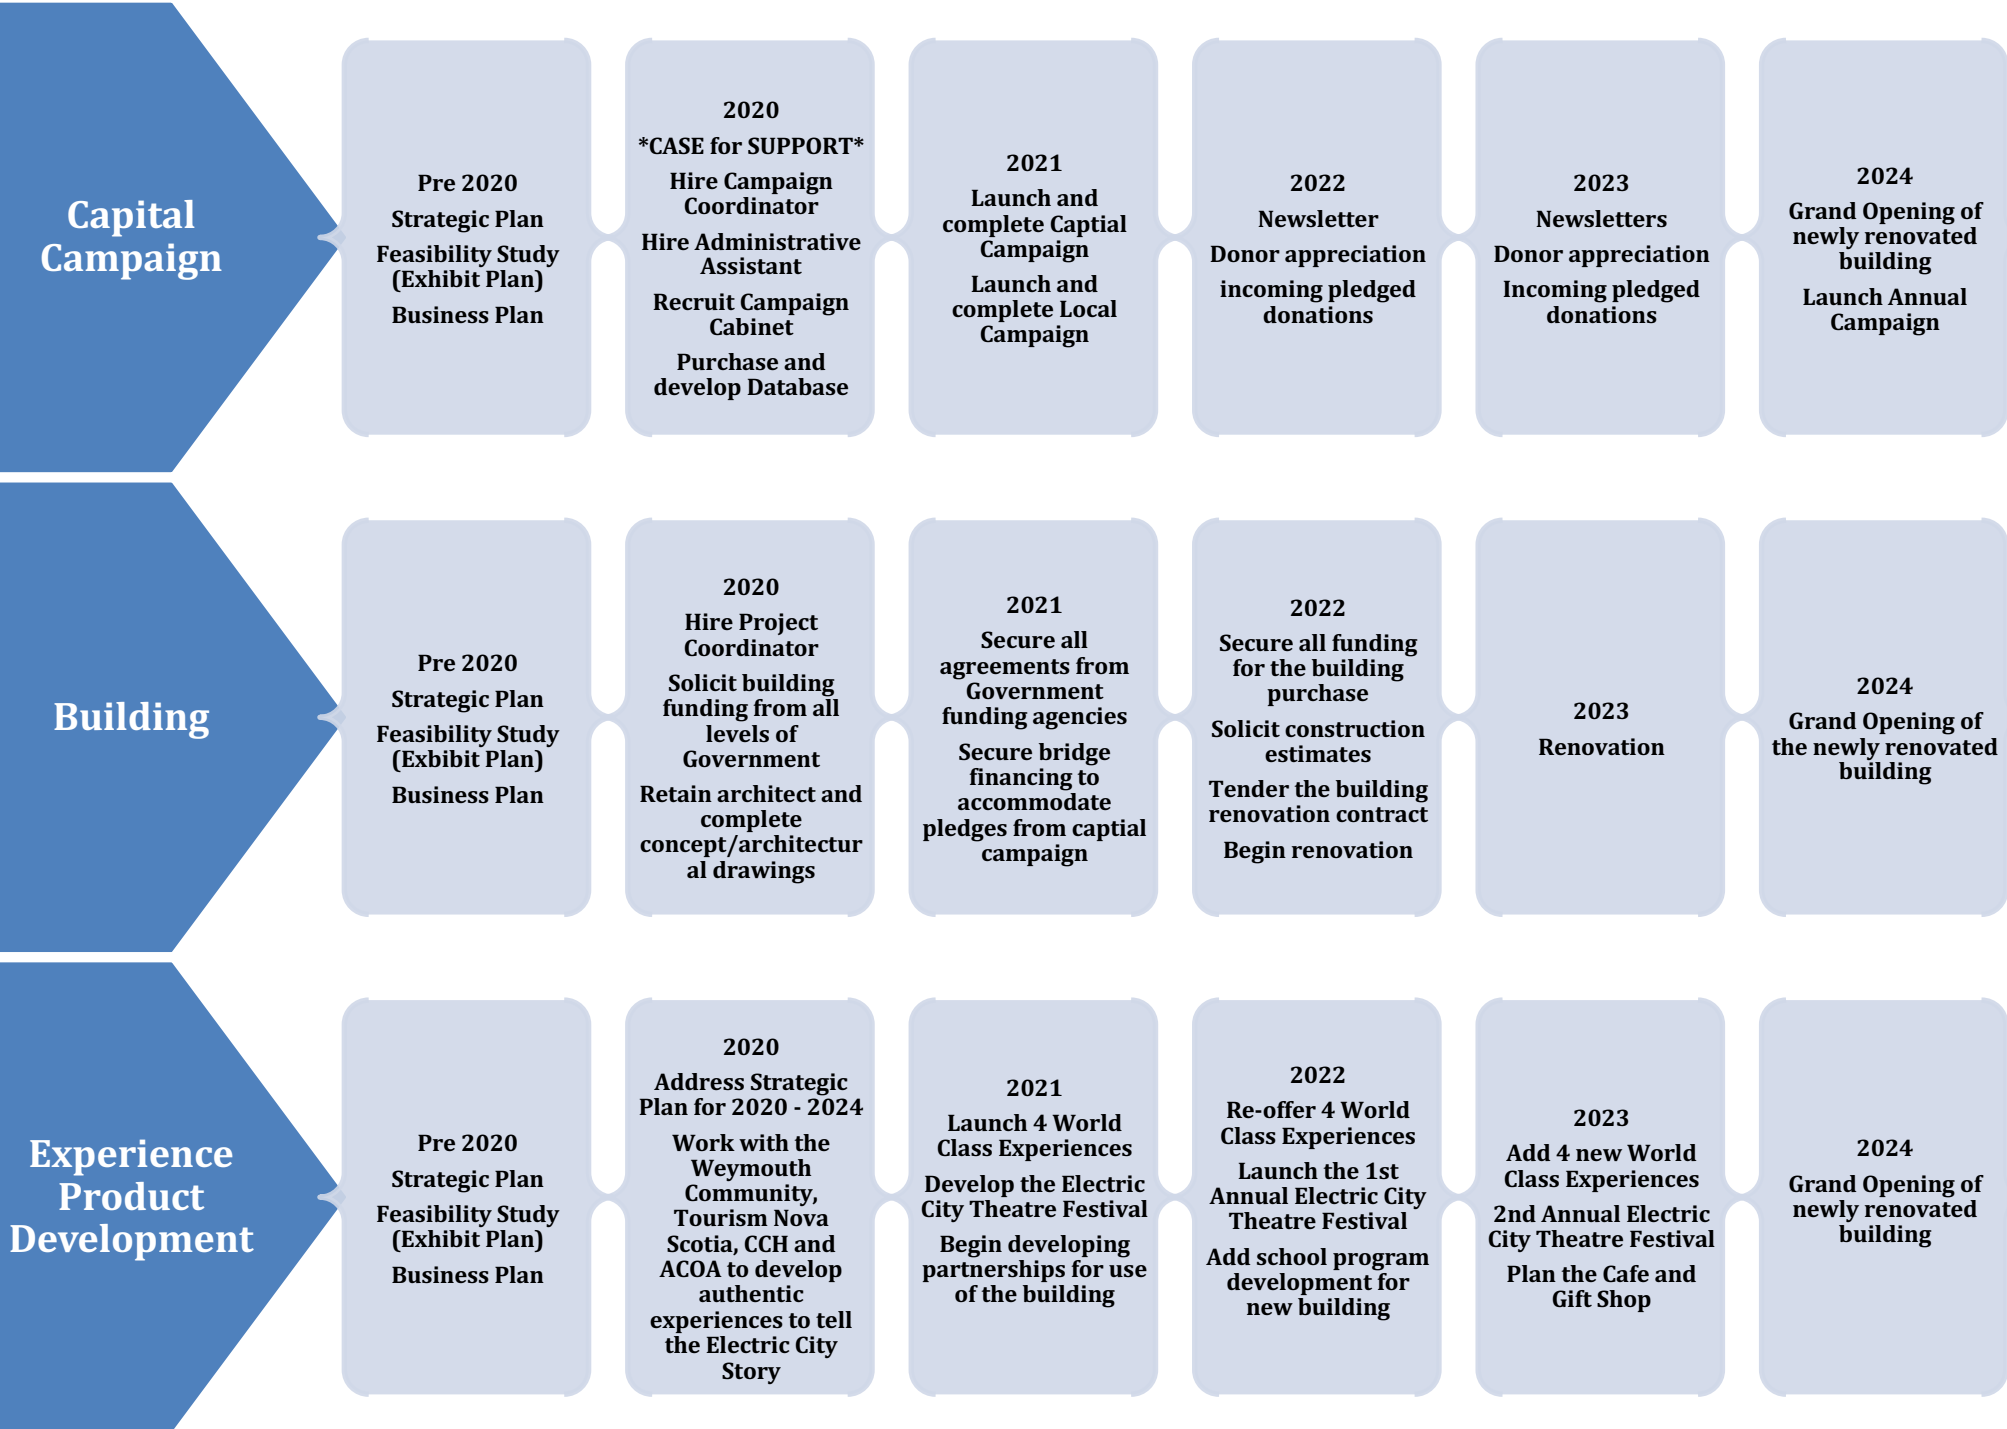 Capital
Campaign
Pre 2020
Strategic Plan
Feasibility Study
(Exhibit Plan)
Business Plan
2020
*CASE for SUPPORT*
Hire Campaign
Coordinator
Hire Administrative
Assistant
Recruit Campaign
Cabinet
Purchase and
develop Database
2021
Launch and
complete Captial
Campaign
Launch and
complete Local
Campaign
2022
Newsletter
Donor appreciation
incoming pledged
donations
2023
Newsletters
Donor appreciation
Incoming pledged
donations
2024
Grand Opening of
newly renovated
building
Launch Annual
Campaign
Building
Pre 2020
Strategic Plan
Feasibility Study
(Exbibit Plan)
Business Plan
2020
Hire Project
Coordinator
Solicit building
funding from all
levels of
Government
Retain architect and
complete
concept/architectur
al drawings
2021
Secure all
agreements from
Government
funding agencies
Secure bridge
financing to
accommodate
pledges from captial
campaign
2022
Secure all funding
for the building
purchase
Solicit construction
estimates
Tender the building
renovation contract
Begin renovation
2023
Renovation
2024
Grand Opening of
the newly renovated
building
Experience
Product
Development
Pre 2020
Strategic Plan
Feasibility Study
(Exhibit Plan)
Business Plan
2020
Address Strategic
Plan for 2020 - 2024
Work with the
Weymouth
Community,
Tourism Nova
Scotia, CCH and
ACOA to develop
authentic
experiences to tell
the Electric City
Story
2021
Launch 4 World
Class Experiences
Develop the Electric
City Theatre Festival
Begin developing
partnerships for use
of the building
2022
Re-offer 4 World
Class Experiences
Launch the 1st
Annual Electric City
Theatre Festival
Add school program
development for
new building
2023
Add 4 new World
Class Experiences
2nd Annual Electric
City Theatre Festival
Plan the Cafe and
Gift Shop
2024
Grand Opening of
newly renovated
building